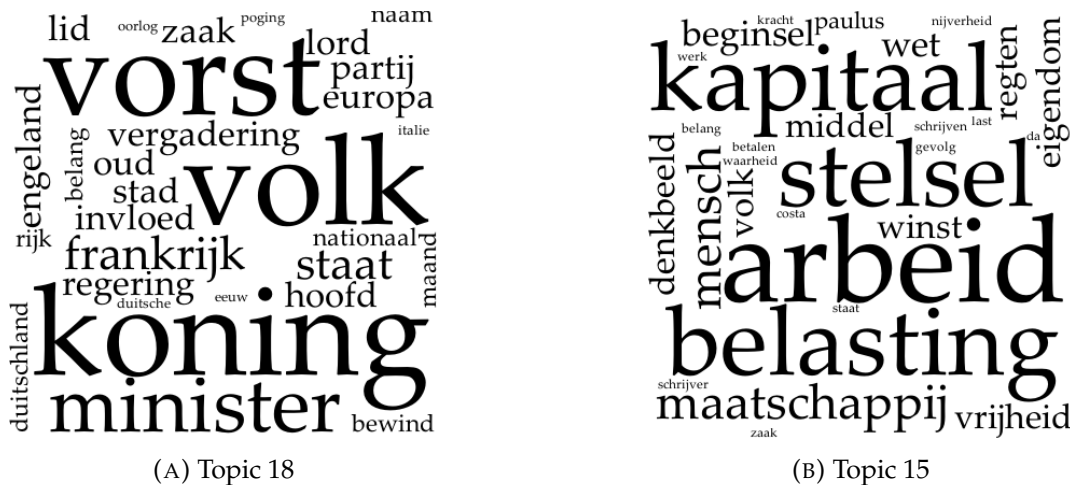 lid
oorlog
zaak
poging
naam
vorst
lord
partij
europa
engeland
belang
vergadering
italie
oud
stad
volk
invloed
rijk
nationaal
frankrijk
staat
maand
regering
duitsche
eeuw
hoofd
duitschland
koning
minister
bewind
(A) Topic 18
kracht
paulus
nijverheid
beginsel
werk
wet
regten
eigendom
kapitaal
belang
middel
schrijven
last
da
denkbeeld
mensch
betalen
waarheid
gevolg
volk
stelsel
costa
winst
arbeid
staat
belasting
schrijver
maatschappij
vrijheid
zaak
(B) Topic 15